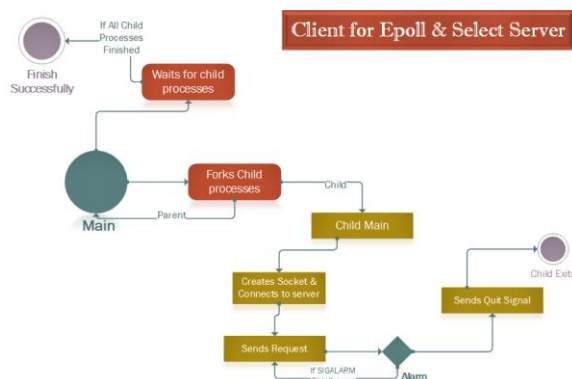 Client for Epoll & Select Server
If All Child
Processes
Finished
Finish
Successfully
Waits for child
processes
Main
Forks Child
processes
Parent
Child
Child Main
Creates Socket &
Connects to server
Sends Request
If SIGALARM
Alarm
Sends Quit Signal
Child Exits